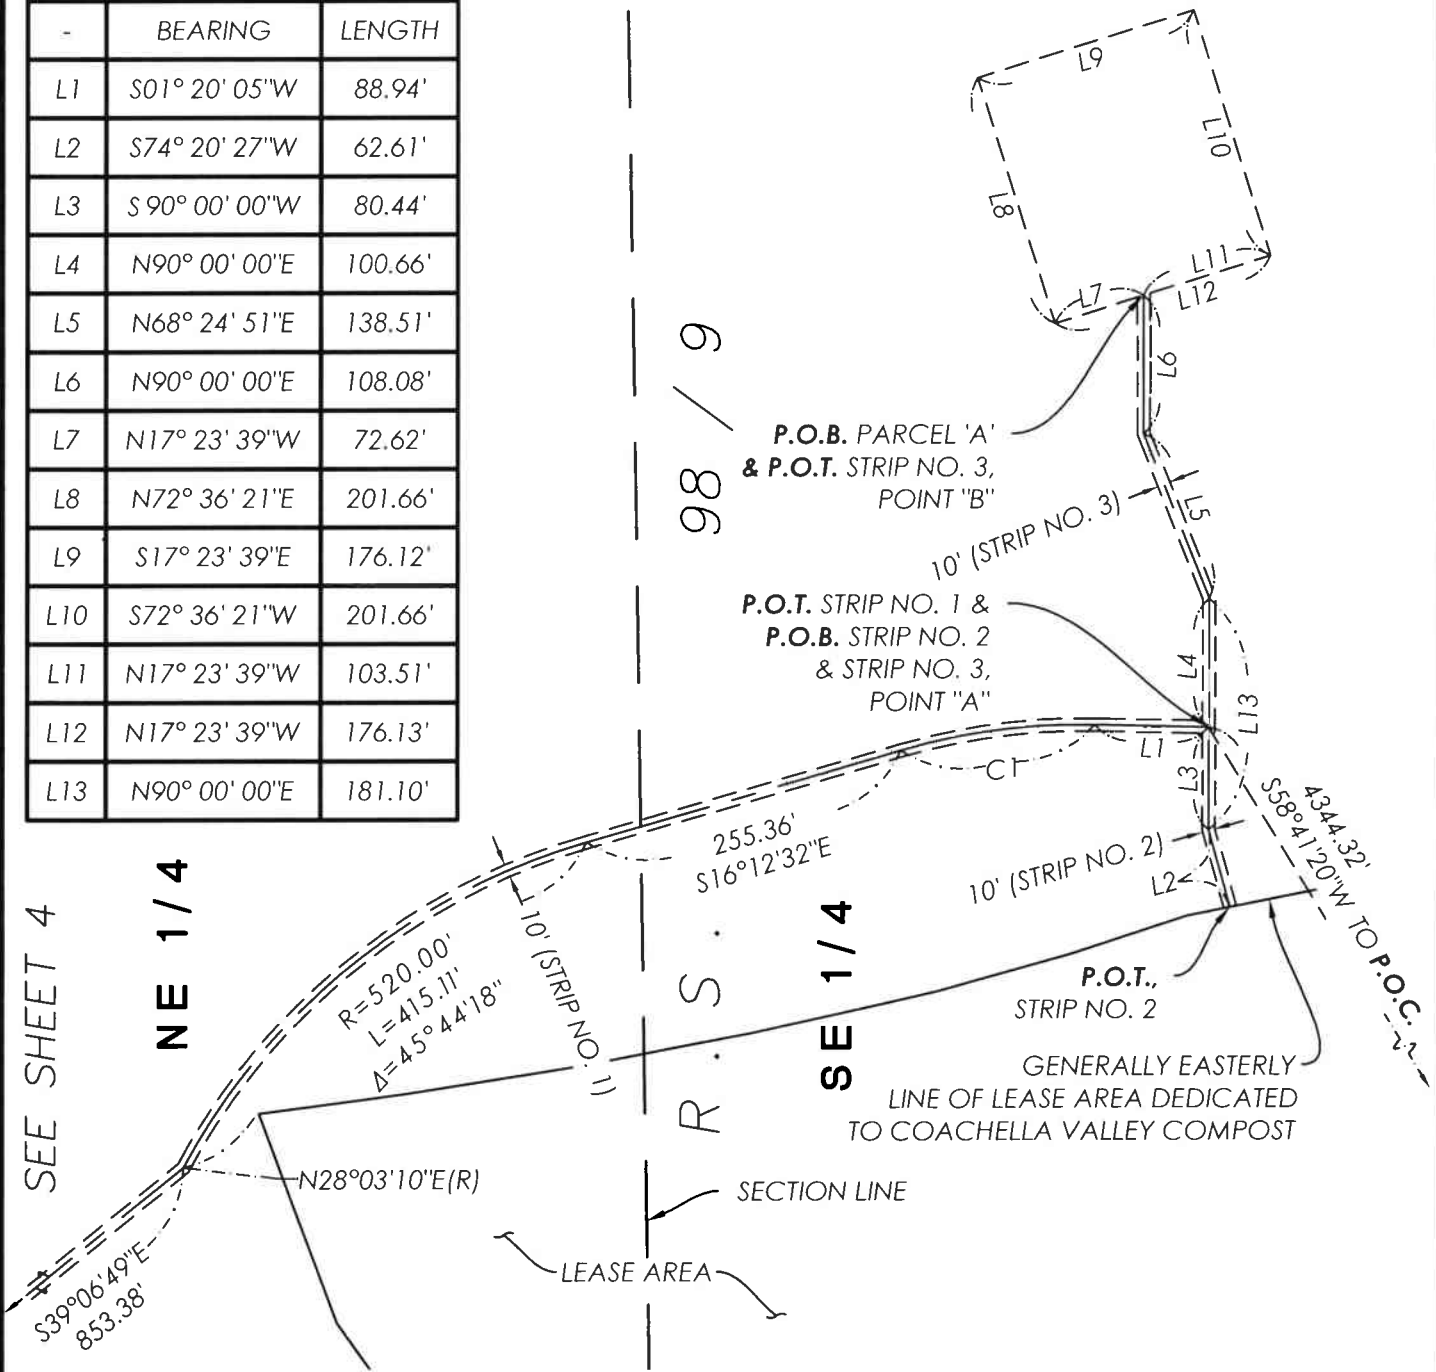 - BEARING LENGTH
L1 S01° 20' 05"W 88.94'
L2 S74° 20' 27"W 62.61'
L3 S 90° 00' 00"W 80.44'
L4 N90° 00' 00"E 100.66'
L5 N68° 24' 51"E 138.51'
L6 N90° 00' 00"E 108.08'
L7 N17° 23' 39"W 72.62'
L8 N72° 36' 21"E 201.66'
L9 S17° 23' 39"E 176.12'
L10 S72° 36' 21"W 201.66'
L11 N17° 23' 39"W 103.51'
L12 N17° 23' 39"W 176.13'
L13 N90° 00' 00"E 181.10'
L9
L10
L8
L11
L7
L12
L6
98 / 9
P.O.B. PARCEL 'A'
& P.O.T. STRIP NO. 3,
POINT "B"
L5
10' (STRIP NO. 3)
P.O.T. STRIP NO. 1 &
P.O.B. STRIP NO. 2
& STRIP NO. 3,
POINT "A"
L4
L13
L1
C1
L3
4344.32'
S58°41'20"W TO P.O.C.
255.36'
S16°12'32"E
10' (STRIP NO. 2)
L2
SEE SHEET 4
NE 1/4
R=520.00'
L=415.11'
Δ=45°44'18"
10' (STRIP NO. 1)
R.S.
SE 1/4
P.O.T.,
STRIP NO. 2
GENERALLY EASTERLY
LINE OF LEASE AREA DEDICATED
TO COACHELLA VALLEY COMPOST
N28°03'10"E(R)
SECTION LINE
LEASE AREA
S39°06'49"E
853.38'